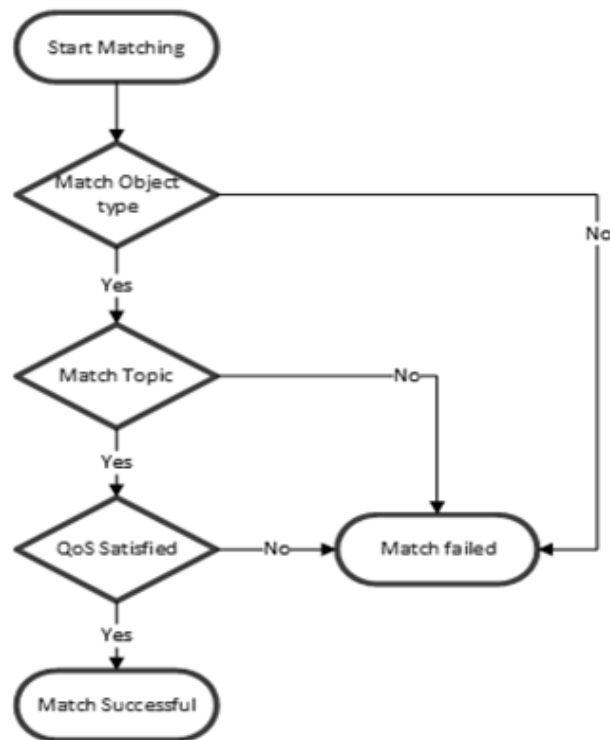 Start Matching
Match Object
type
No
Yes
Match Topic
No
Yes
QoS Satisfied
No
Match failed
Yes
Match Successful